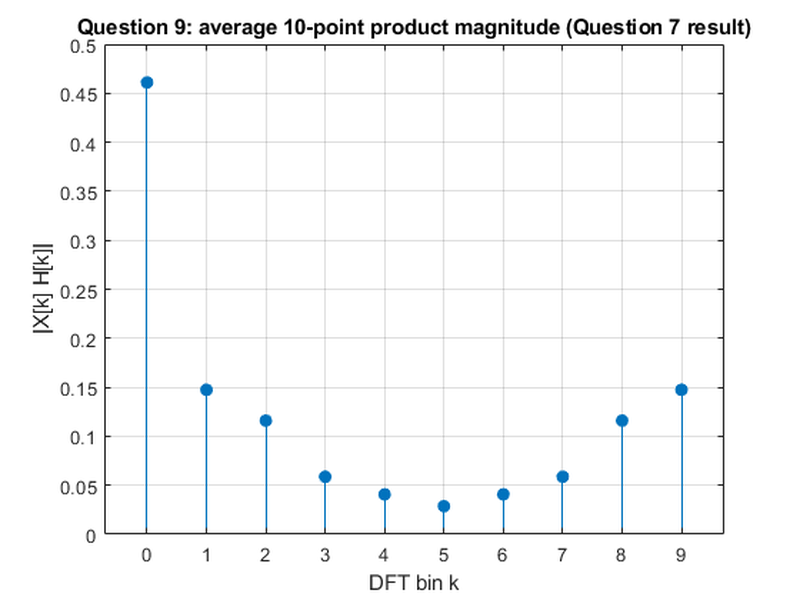 Question 9: average 10-point product magnitude (Question 7 result)
0.5
0.45
0.4
0.35
0.3
0.25
0.2
0.15
0.1
0.05
0
|X[k] H[k]|
0 1 2 3 4 5 6 7 8 9
DFT bin k